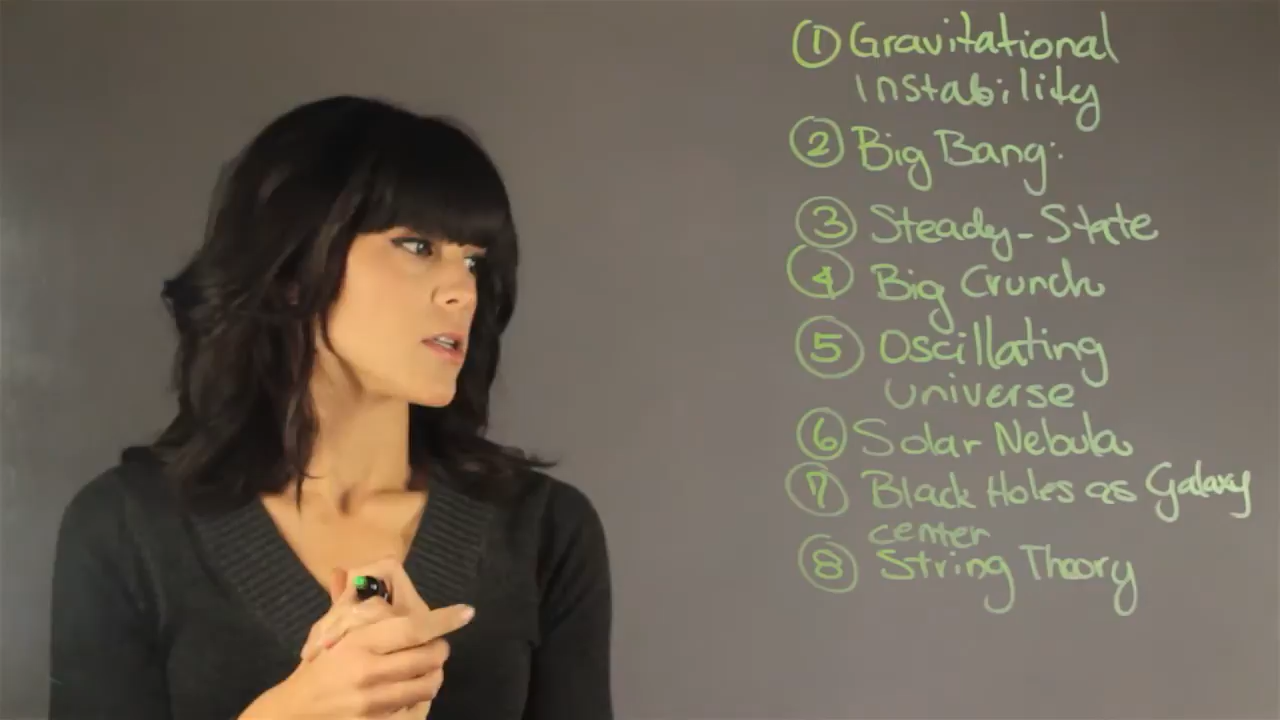 ① Gravitational
instability
② Big Bang:
③ Steady-State
④ Big Crunch
⑤ Oscillating
universe
⑥ Solar Nebula
⑦ Black Holes as Galaxy
center
⑧ String Theory